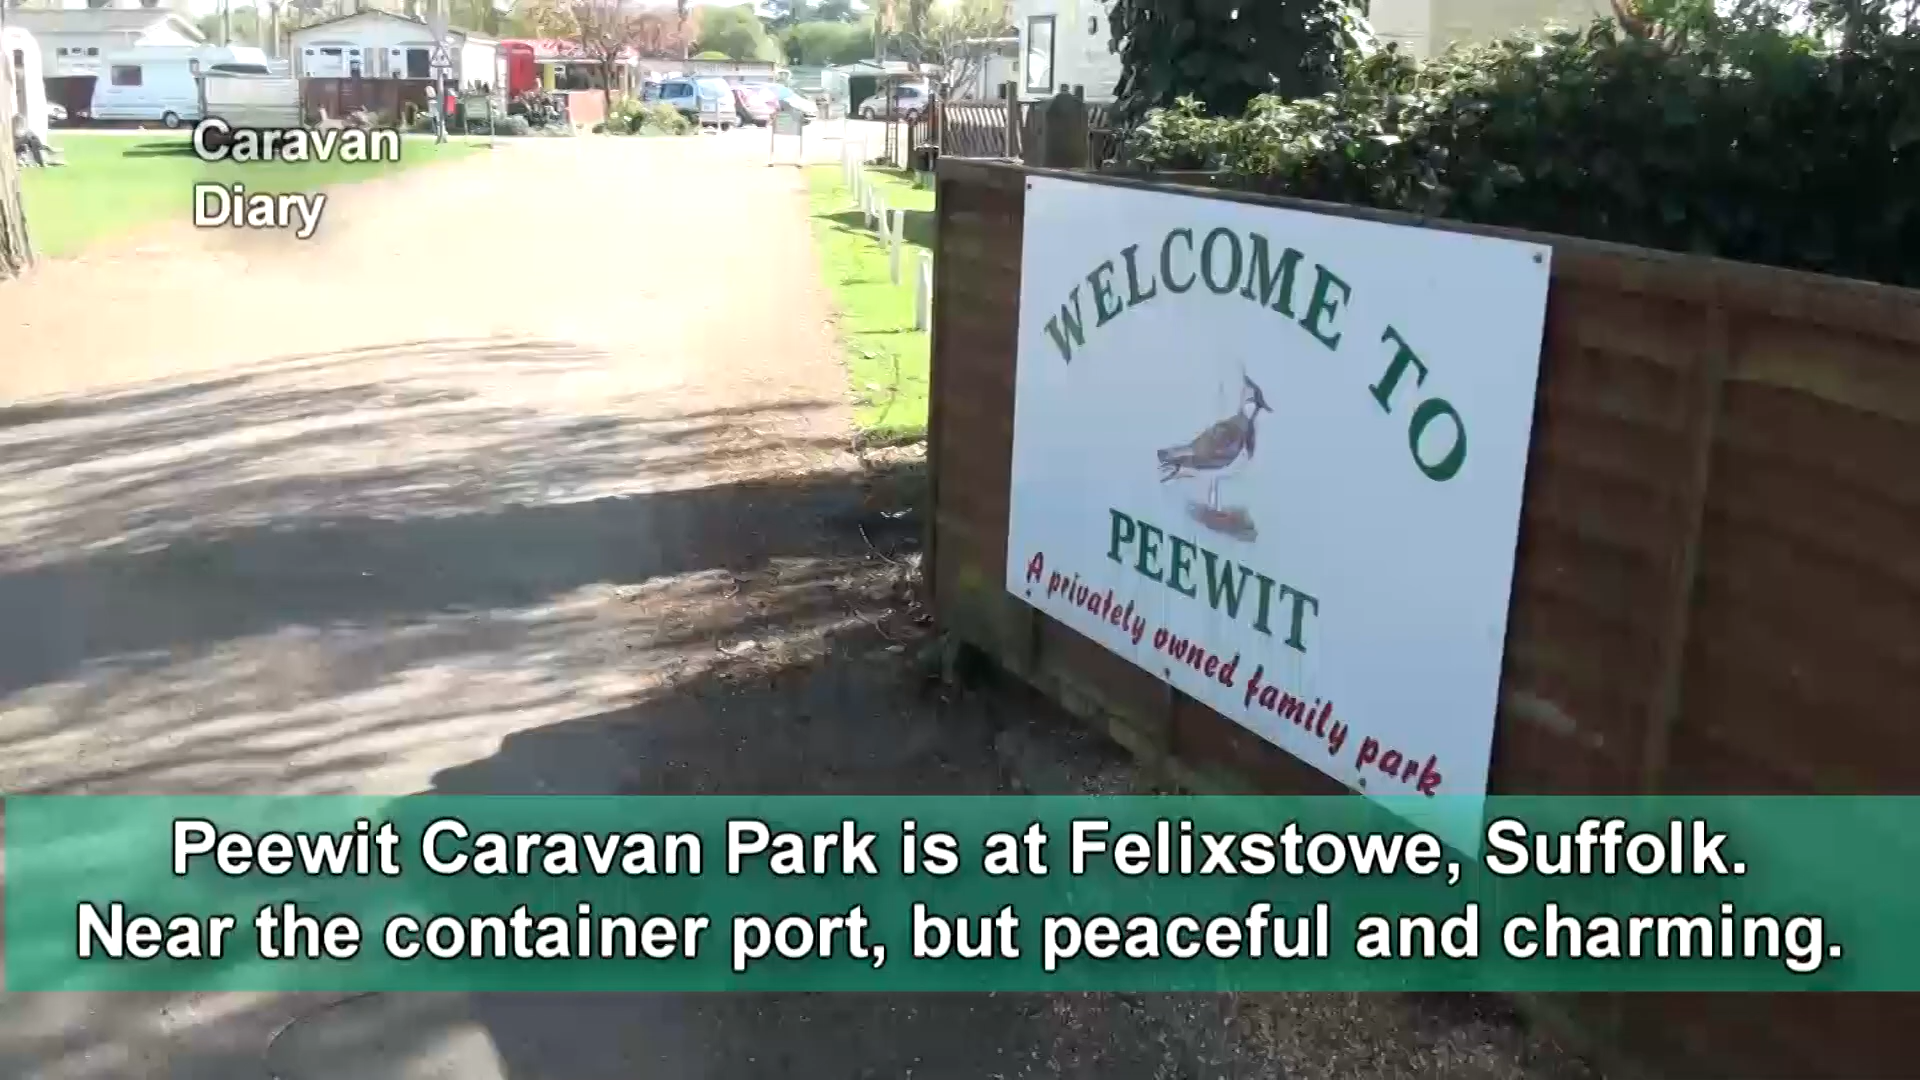 Caravan
Diary
WELCOME TO
PEEWIT
A privately owned family park
Peewit Caravan Park is at Felixstowe, Suffolk.
Near the container port, but peaceful and charming.